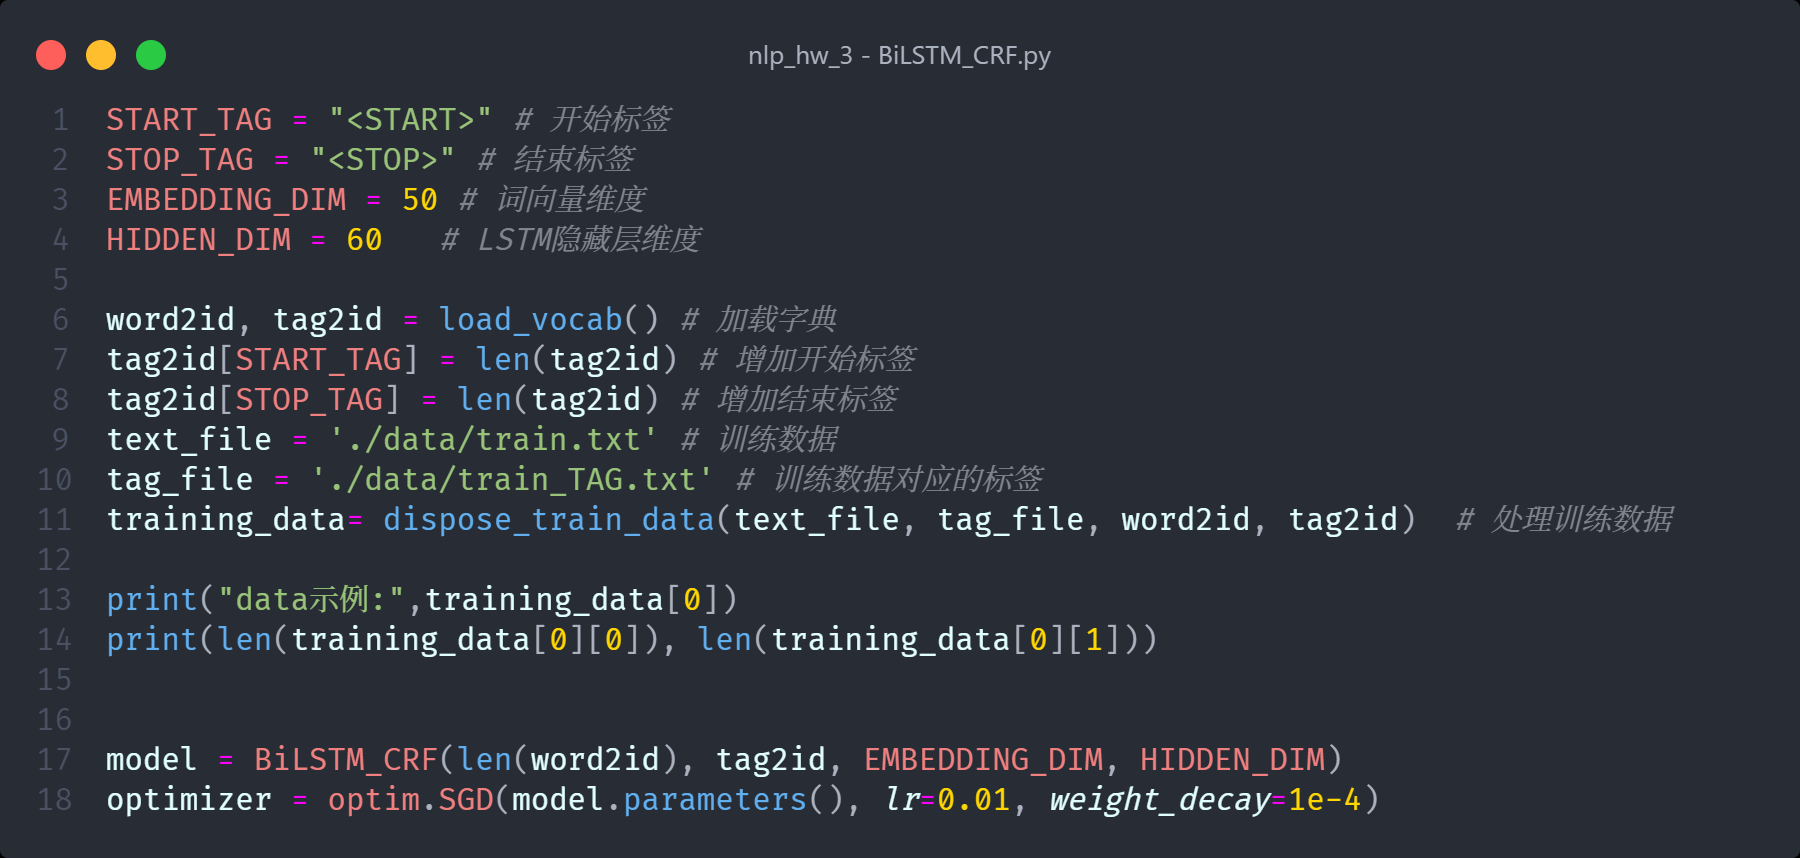 nlp_hw_3 - BiLSTM_CRF.py
1 START_TAG = "<START>" # 开始标签
2 STOP_TAG = "<STOP>" # 结束标签
3 EMBEDDING_DIM = 50 # 词向量维度
4 HIDDEN_DIM = 60   # LSTM隐藏层维度
5
6 word2id, tag2id = load_vocab() # 加载字典
7 tag2id[START_TAG] = len(tag2id) # 增加开始标签
8 tag2id[STOP_TAG] = len(tag2id) # 增加结束标签
9 text_file = './data/train.txt' # 训练数据
10 tag_file = './data/train_TAG.txt' # 训练数据对应的标签
11 training_data= dispose_train_data(text_file, tag_file, word2id, tag2id)  # 处理训练数据
12
13 print("data示例:",training_data[0])
14 print(len(training_data[0][0]), len(training_data[0][1]))
15
16
17 model = BiLSTM_CRF(len(word2id), tag2id, EMBEDDING_DIM, HIDDEN_DIM)
18 optimizer = optim.SGD(model.parameters(), lr=0.01, weight_decay=1e-4)